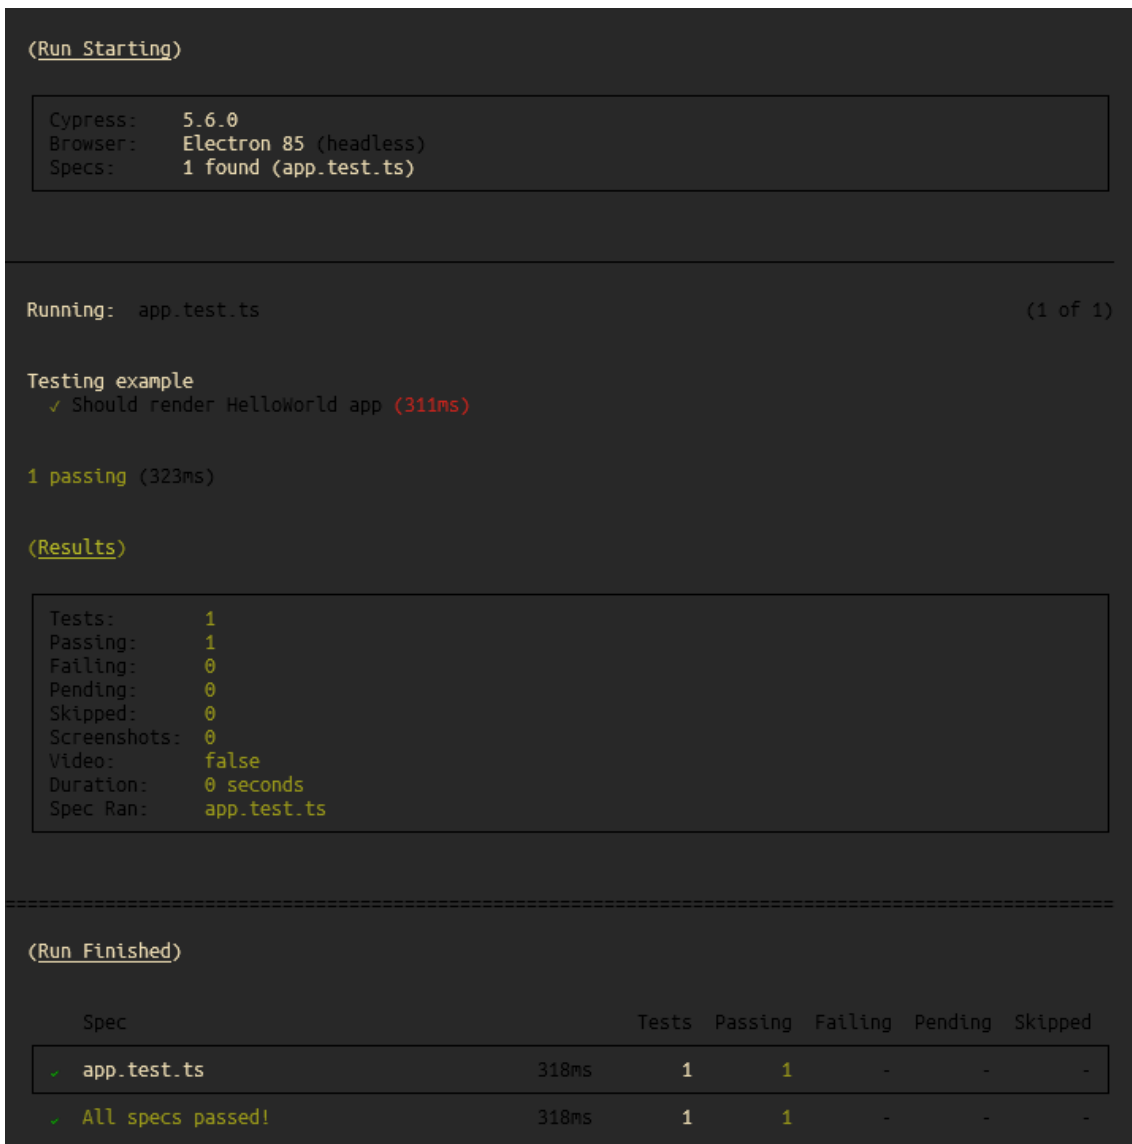 (Run Starting)
Cypress: 5.6.0
Browser: Electron 85 (headless)
Specs: 1 found (app.test.ts)
Running: app.test.ts (1 of 1)
Testing example
✓ Should render HelloWorld app (311ms)
1 passing (323ms)
(Results)
Tests: 1
Passing: 1
Failing: 0
Pending: 0
Skipped: 0
Screenshots: 0
Video: false
Duration: 0 seconds
Spec Ran: app.test.ts
====================================================================================================
(Run Finished)
Spec Tests Passing Failing Pending Skipped
✓ app.test.ts 318ms 1 1 - - -
✓ All specs passed! 318ms 1 1 - - -